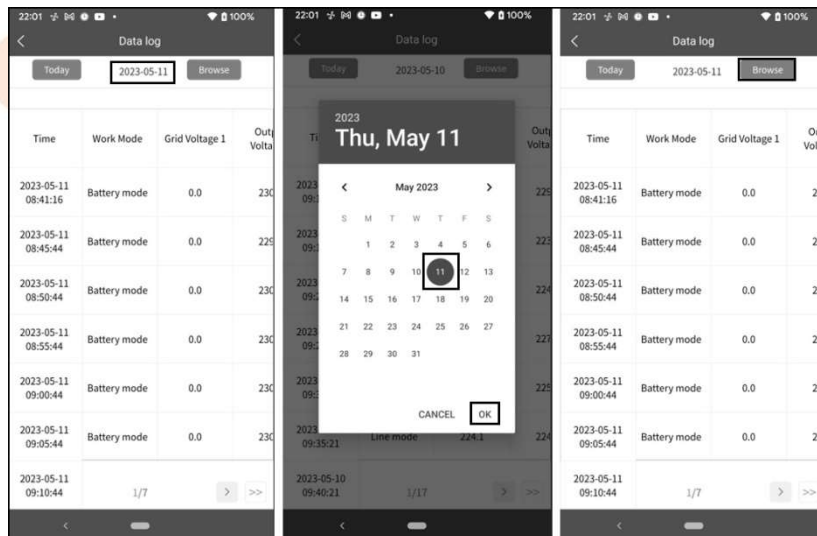 22:01 100%
Data log
Today 2023-05-11 Browse
Time Work Mode Grid Voltage 1
2023-05-11 08:41:16 Battery mode 0.0 230
2023-05-11 08:45:44 Battery mode 0.0 229
2023-05-11 08:50:44 Battery mode 0.0 230
2023-05-11 08:55:44 Battery mode 0.0 230
2023-05-11 09:00:44 Battery mode 0.0 230
2023-05-11 09:05:44 Battery mode 0.0 230
2023-05-11 09:10:44
1/7 > >>
22:01 100%
Data log
Today 2023-05-10 Browse
2023
Thu, May 11
< May 2023 >
S M T W T F S
1 2 3 4 5 6
7 8 9 10 11 12 13
14 15 16 17 18 19 20
21 22 23 24 25 26 27
28 29 30 31
CANCEL OK
09:35:21 Line mode 224.1 224
2023-05-10 09:40:21
1/17 > >>
22:01 100%
Data log
Today 2023-05-11 Browse
Time Work Mode Grid Voltage 1
2023-05-11 08:41:16 Battery mode 0.0
2023-05-11 08:45:44 Battery mode 0.0
2023-05-11 08:50:44 Battery mode 0.0
2023-05-11 08:55:44 Battery mode 0.0
2023-05-11 09:00:44 Battery mode 0.0
2023-05-11 09:05:44 Battery mode 0.0
2023-05-11 09:10:44
1/7 > >>